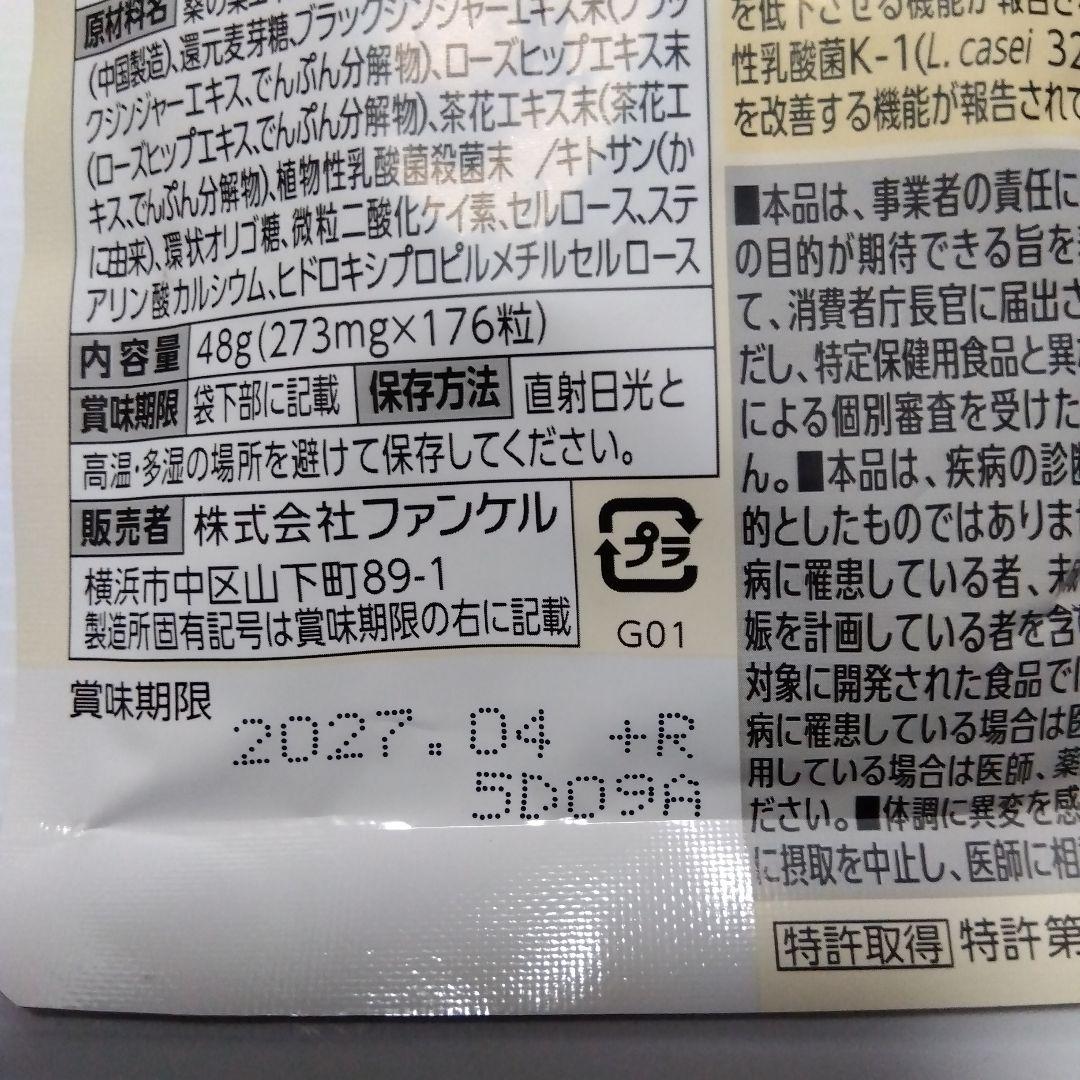 原材料名
(中国製造)、還元麦芽糖、ブラックジンジャーエキス末(ブラッ
クジンジャーエキス、でんぷん分解物)、ローズヒップエキス末
(ローズヒップエキス、でんぷん分解物)、茶花エキス末(茶花エ
キス、でんぷん分解物)、植物性乳酸菌殺菌末 /キトサン(か
に由来)、環状オリゴ糖、微粒二酸化ケイ素、セルロース、ステ
アリン酸カルシウム、ヒドロキシプロピルメチルセルロース
内容量 48g(273mg×176粒)
賞味期限 袋下部に記載 保存方法 直射日光と
高温・多湿の場所を避けて保存してください。
販売者 株式会社ファンケル
横浜市中区山下町89-1
製造所固有記号は賞味期限の右に記載
プラ
G01
賞味期限
2027.04 +R
5D09A
を低下させる機能が報告さ
性乳酸菌K-1(L. casei 32
を改善する機能が報告されて
■本品は、事業者の責任に
の目的が期待できる旨を
て、消費者庁長官に届出さ
だし、特定保健用食品と異
による個別審査を受けた
ん。■本品は、疾病の診断
的としたものではありま
病に罹患している者、未
娠を計画している者を含
対象に開発された食品で
病に罹患している場合は医
用している場合は医師、薬
ださい。■体調に異変を感
に摂取を中止し、医師に相
特許取得 特許第